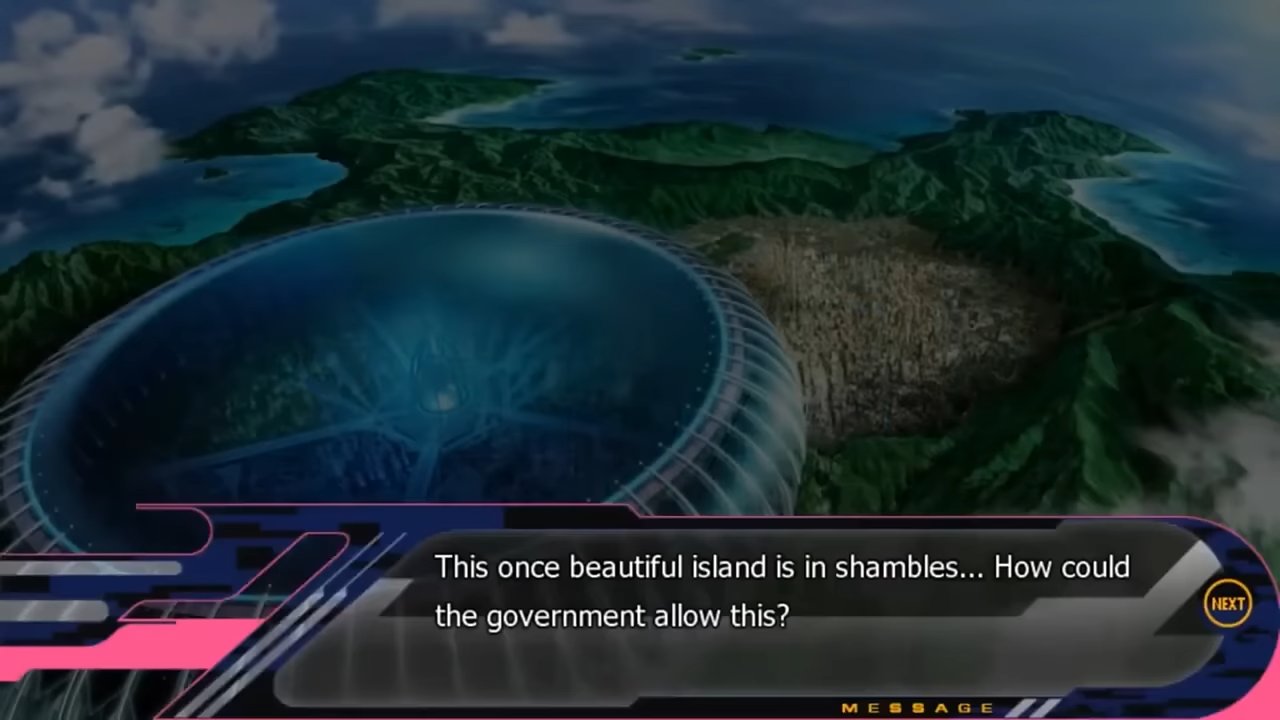 This once beautiful island is in shambles... How could
the government allow this?
NEXT
MESSAGE